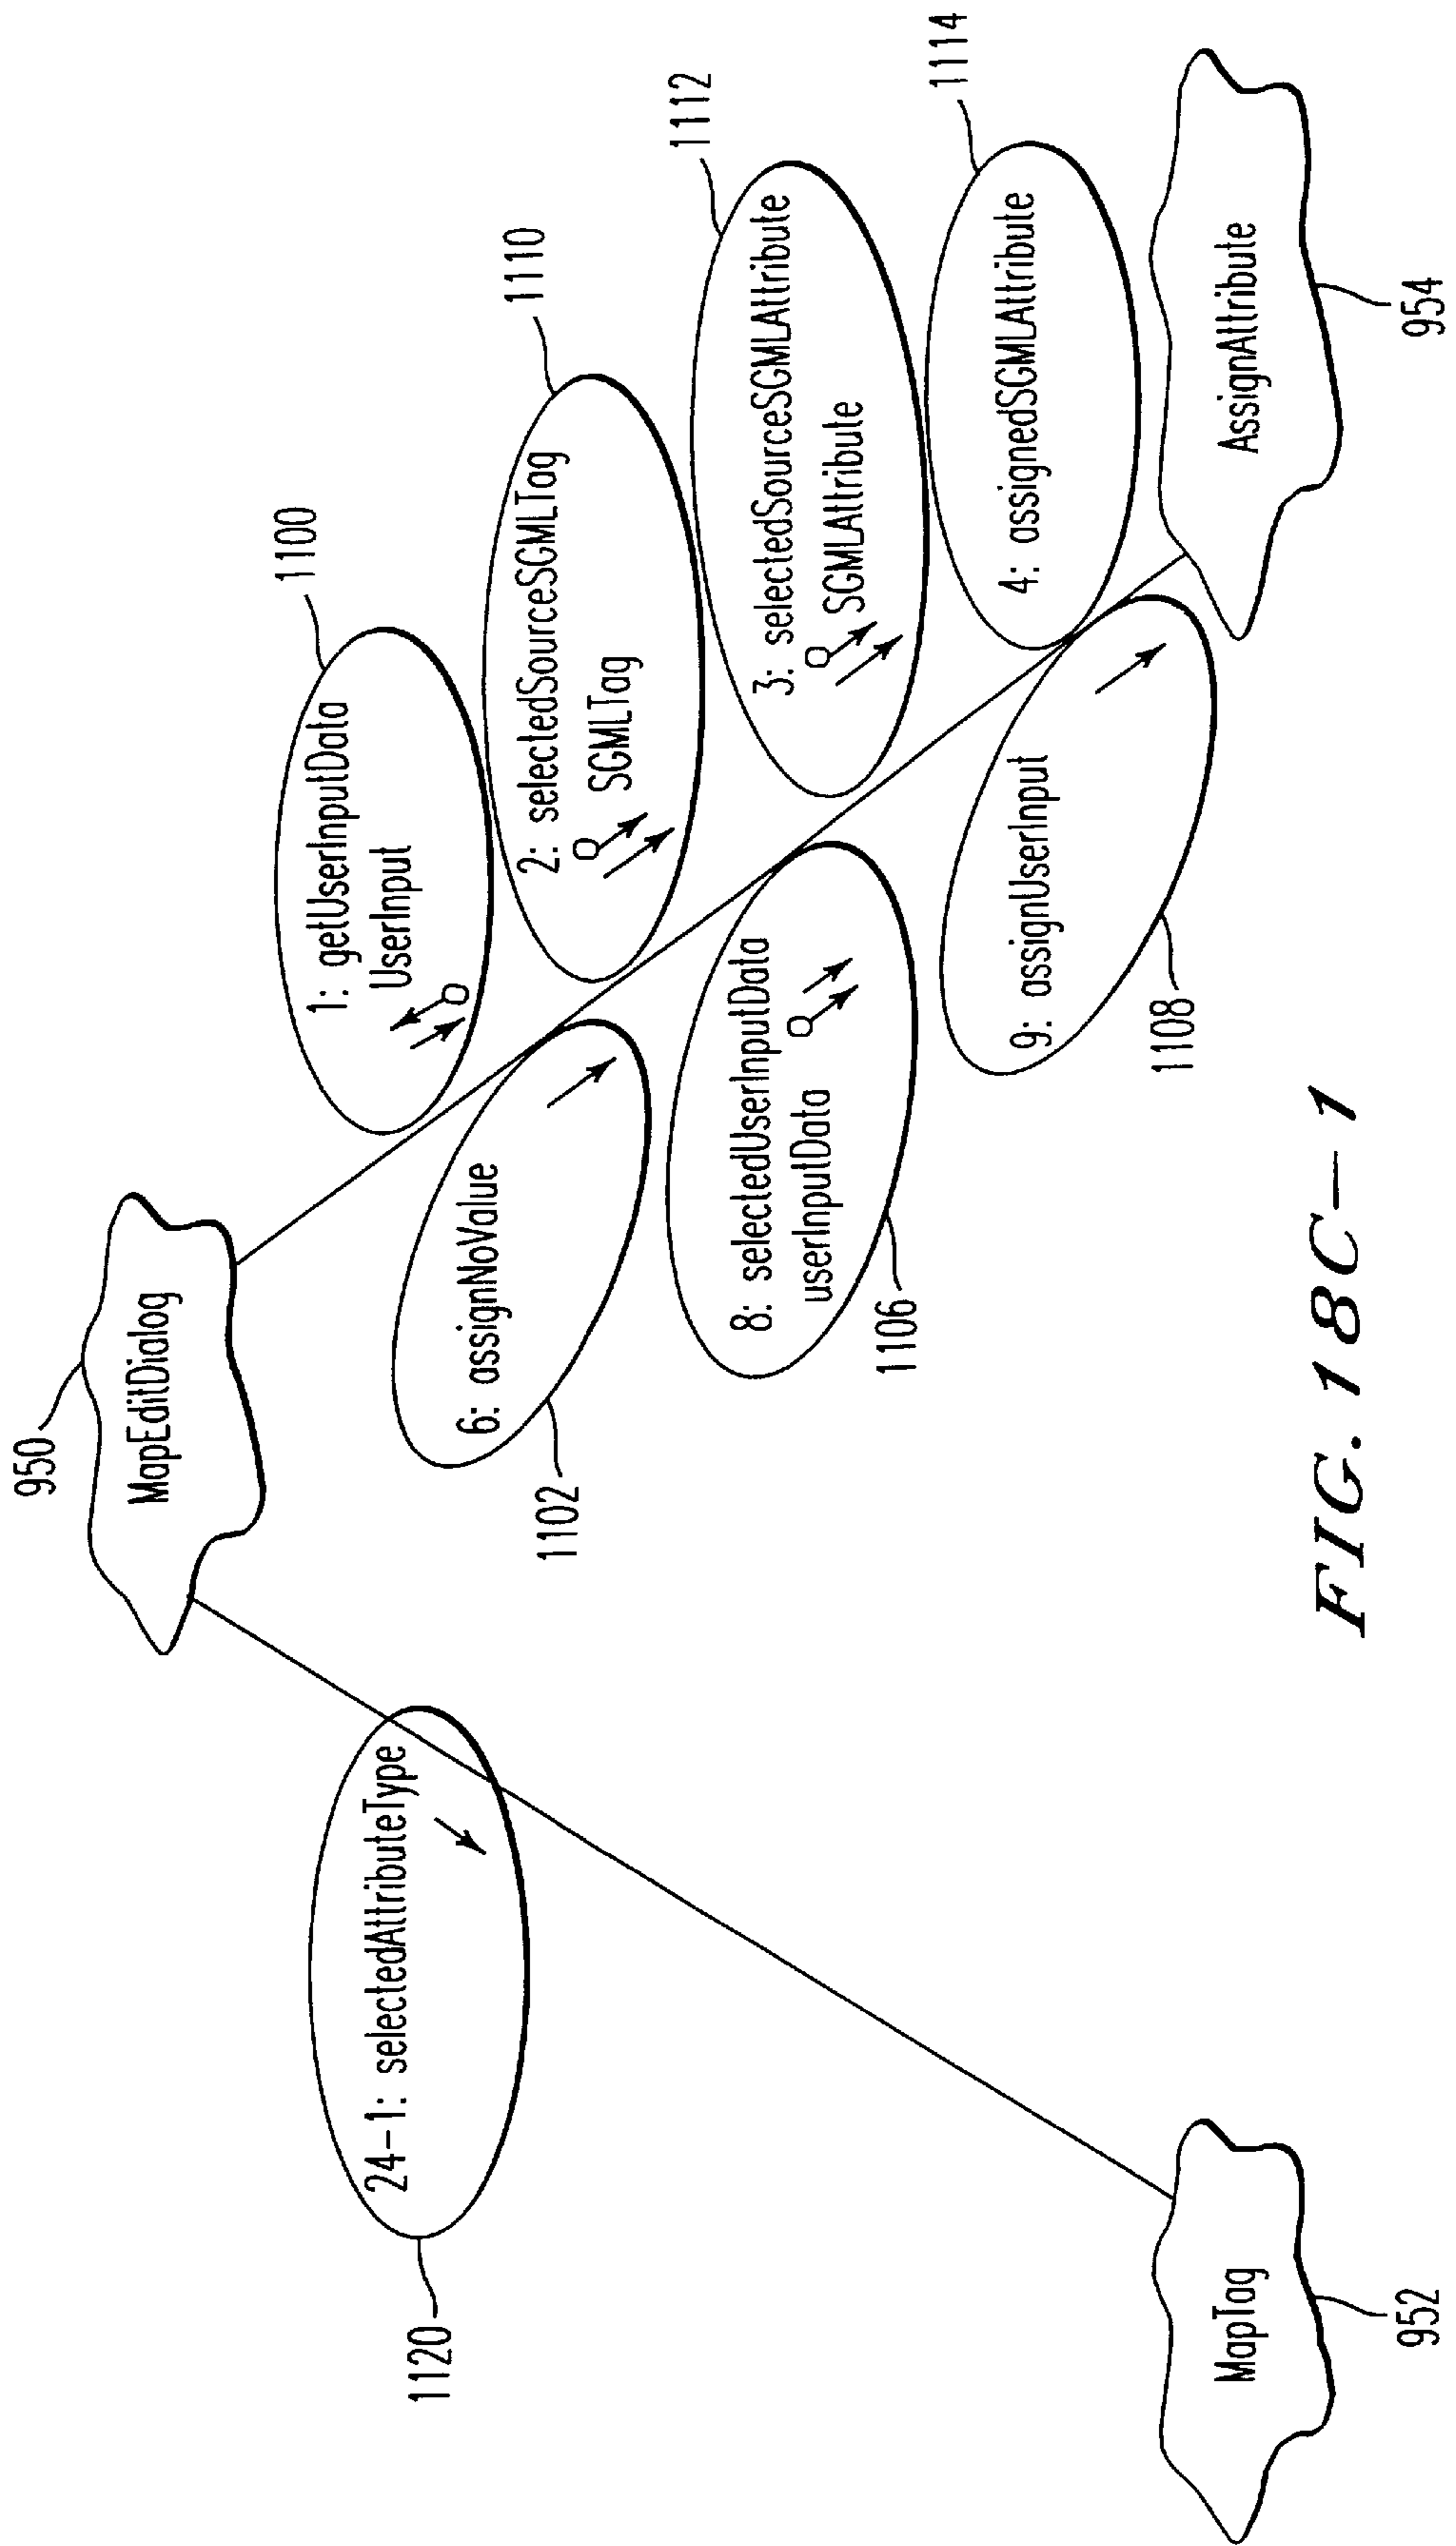 950
MapEditDialog
1120
24-1: selectedAttributeType
1100
1: getUserInputData
UserInput
1110
2: selectedSourceSGMLTag
SGMLTag
1112
3: selectedSourceSGMLAttribute
SGMLAttribute
1114
4: assignedSGMLAttribute
6: assignNoValue
1102
8: selectedUserInputData
userInputData
1106
9: assignUserInput
1108
MapTag
952
AssignAttribute
954
FIG. 18C-1